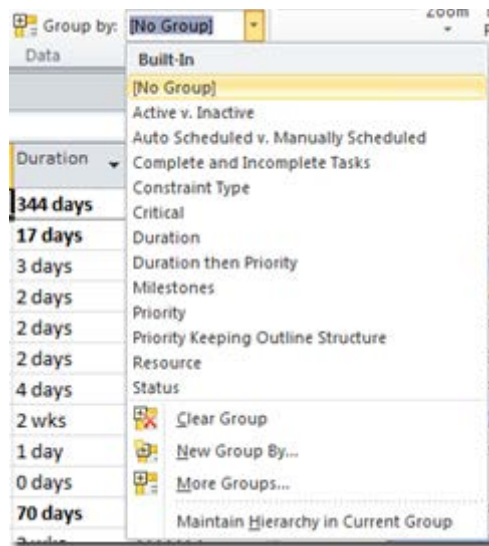 Group by: [No Group]
Zoom
Data
Built-In
[No Group]
Active v. Inactive
Auto Scheduled v. Manually Scheduled
Duration
Complete and Incomplete Tasks
Constraint Type
344 days
Critical
17 days
Duration
3 days
Duration then Priority
2 days
Milestones
Priority
2 days
Priority Keeping Outline Structure
2 days
Resource
4 days
Status
2 wks
Clear Group
1 day
New Group By...
0 days
More Groups...
70 days
Maintain Hierarchy in Current Group